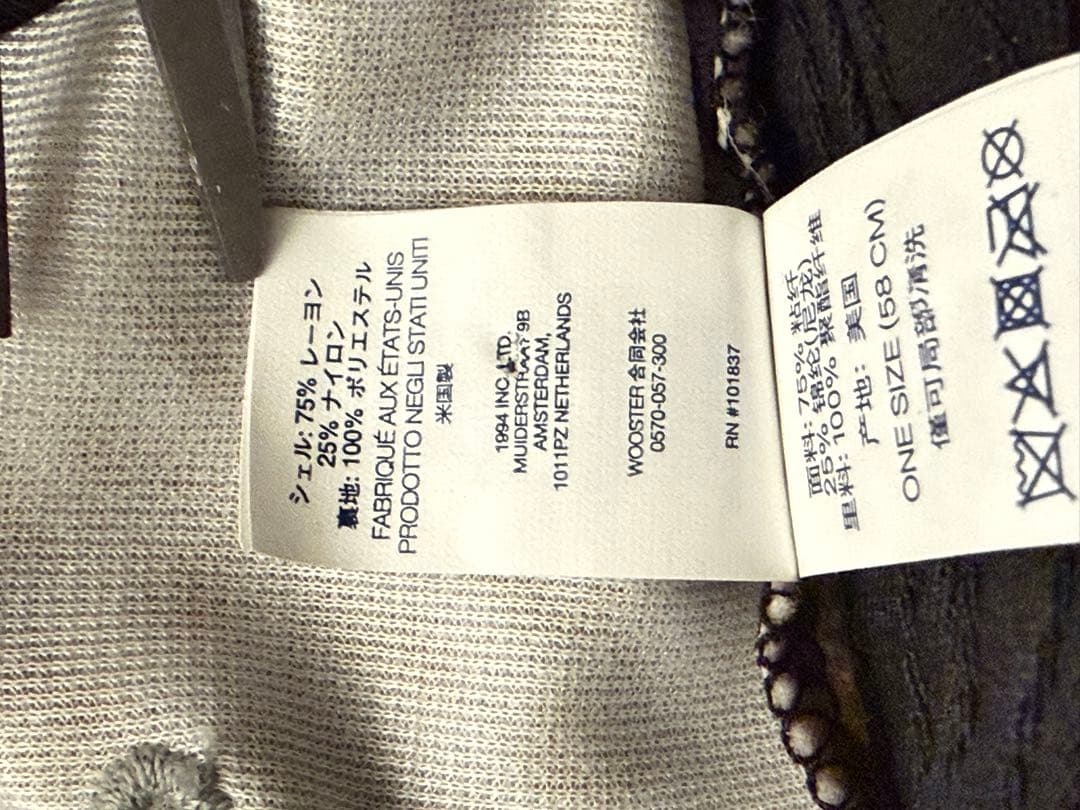 シェル: 75% レーヨン
25% ナイロン
裏地: 100% ポリエステル
FABRIQUÉ AUX ÉTATS-UNIS
PRODOTTO NEGLI STATI UNITI
米国製
1994 INC LTD.
9B
AMSTERDAM,
1011PZ NETHERLANDS
WOOSTER 合同会社
0570-057-300
RN #101837
面料: 75% 粘纤
25% 锦纶(尼龙)
里料: 100% 聚酯纤维
产地: 美国
ONE SIZE (58 CM)
僅可局部清洗